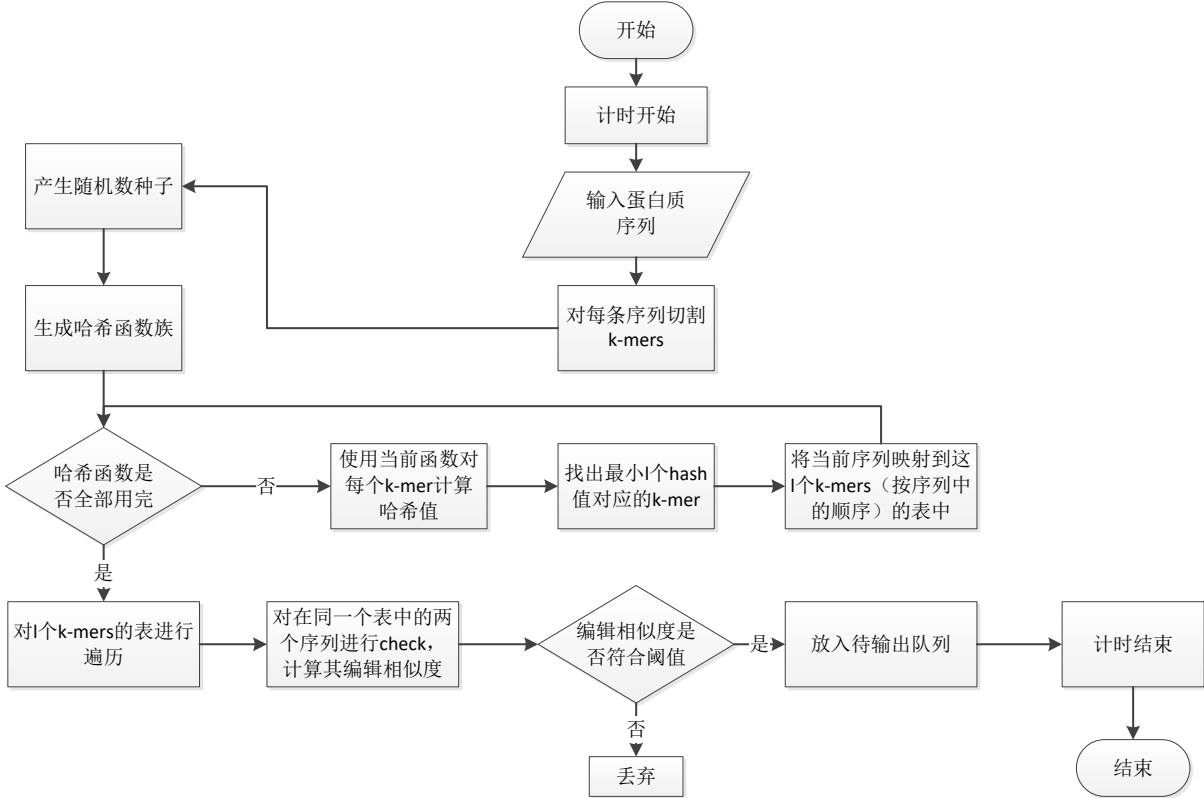 开始
计时开始
输入蛋白质
序列
对每条序列切割
k-mers
产生随机数种子
生成哈希函数族
哈希函数是
否全部用完
否
使用当前函数对
每个k-mer计算
哈希值
找出最小l个hash
值对应的k-mer
将当前序列映射到这
l个k-mers（按序列中
的顺序）的表中
是
对l个k-mers的表进行
遍历
对在同一个表中的两
个序列进行check，
计算其编辑相似度
编辑相似度是
否符合阈值
是
放入待输出队列
计时结束
否
丢弃
结束